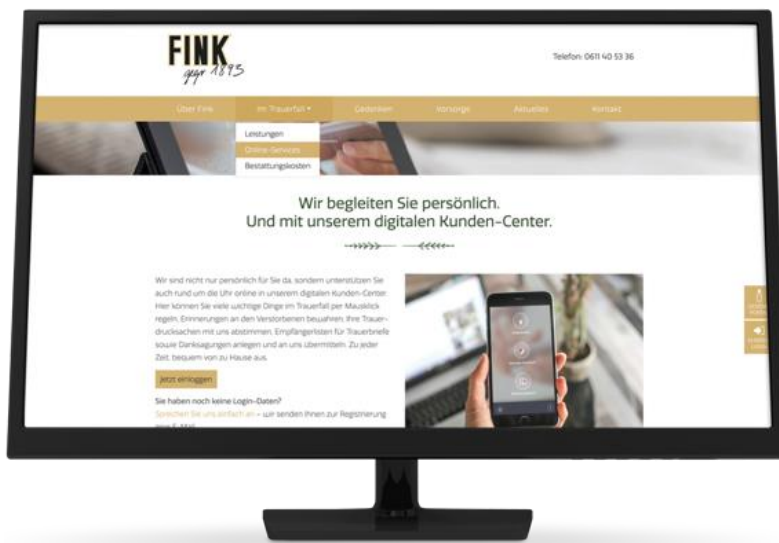 FINK
gegr 1893
Telefon: 0611 40 53 36
Über Fink Im Trauerfall Gedenken Vorsorge Aktuelles Kontakt
Leistungen
Online-Services
Bestattungskosten
Wir begleiten Sie persönlich.
Und mit unserem digitalen Kunden-Center.
Wir sind nicht nur persönlich für Sie da, sondern unterstützen Sie
auch rund um die Uhr online in unserem digitalen Kunden-Center.
Hier können Sie viele wichtige Dinge im Trauerfall per Mausklick
regeln, Erinnerungen an den Verstorbenen bewahren, Ihre Trauer-
drucksachen mit uns abstimmen, Empfängerlisten für Trauerbriefe
sowie Danksagungen anlegen und an uns übermitteln. Zu jeder
Zeit, bequem von zu Hause aus.
Jetzt einloggen
Sie haben noch keine Login-Daten?
Sprechen Sie uns einfach an – wir senden Ihnen zur Registrierung
eine E-Mail